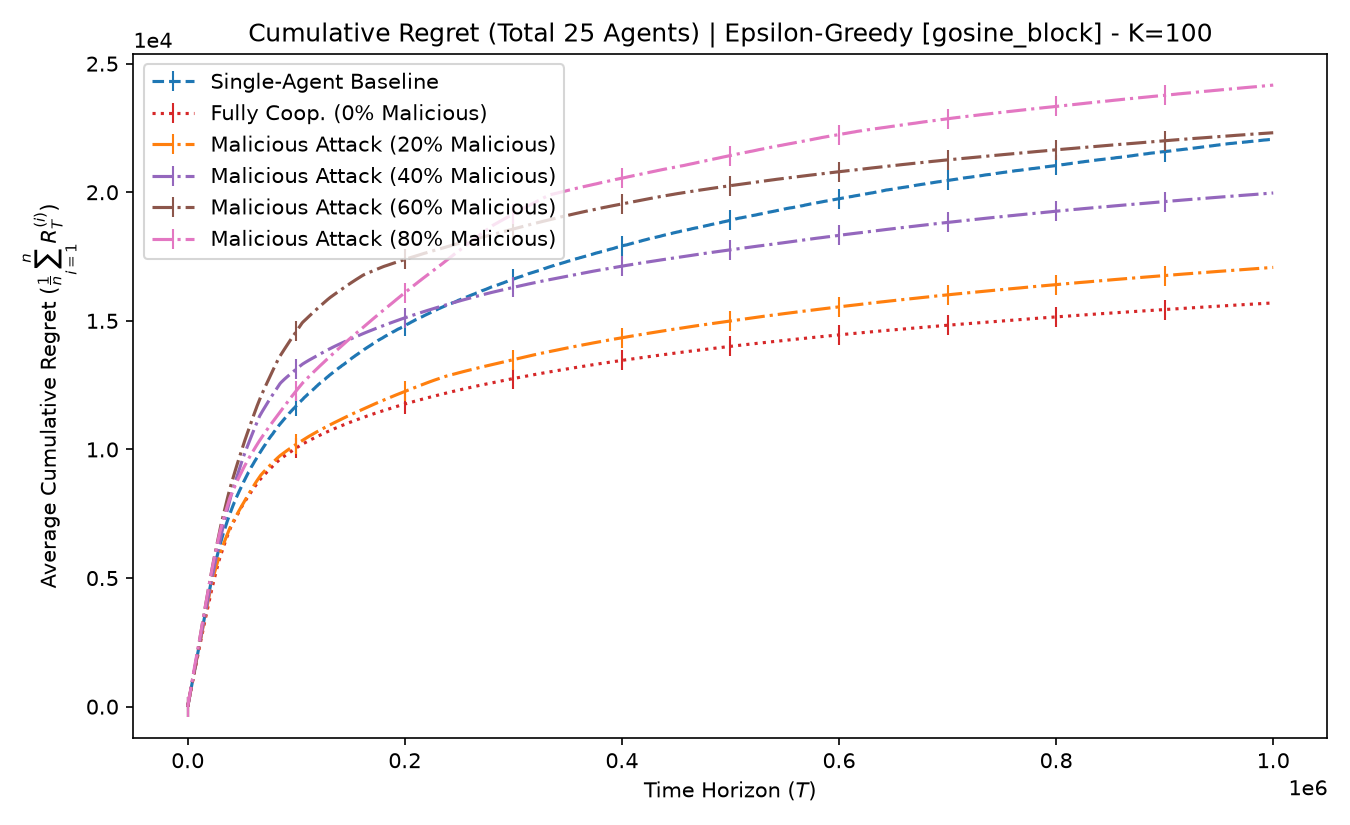 Cumulative Regret (Total 25 Agents) | Epsilon-Greedy [gosine_block] - K=100
1e4
2.5
2.0
1.5
1.0
0.5
0.0
Average Cumulative Regret ($\frac{1}{n}\sum_{i=1}^{n} R_T^{(i)}$)
Single-Agent Baseline
Fully Coop. (0% Malicious)
Malicious Attack (20% Malicious)
Malicious Attack (40% Malicious)
Malicious Attack (60% Malicious)
Malicious Attack (80% Malicious)
0.0 0.2 0.4 0.6 0.8 1.0
1e6
Time Horizon (T)